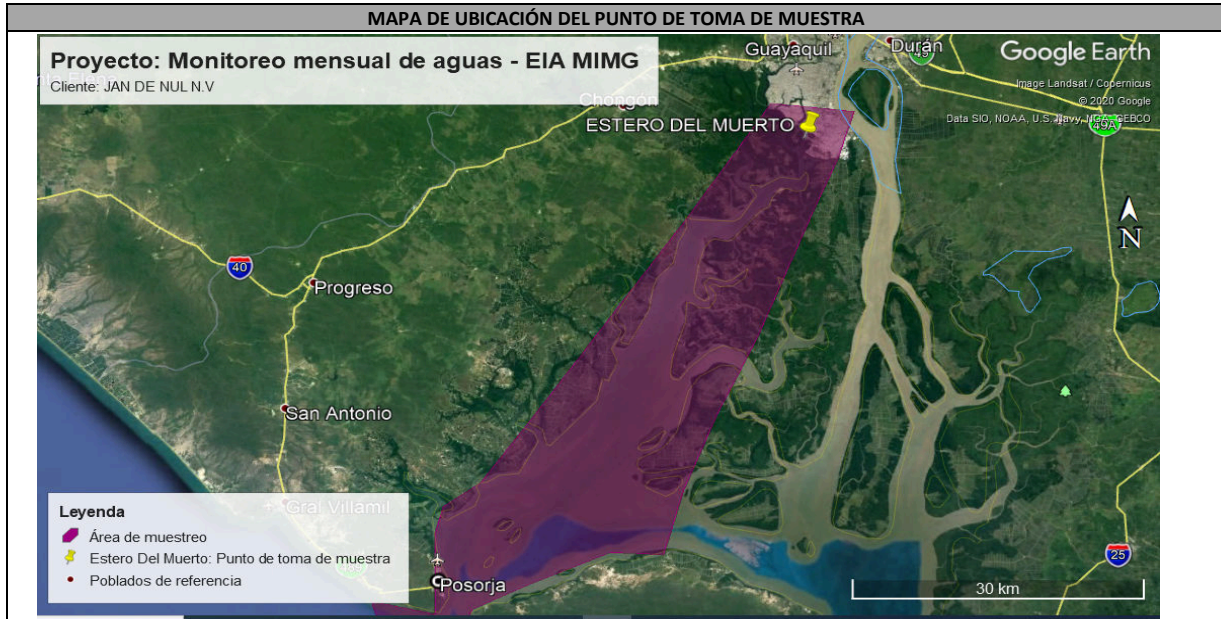 MAPA DE UBICACIÓN DEL PUNTO DE TOMA DE MUESTRA
Proyecto: Monitoreo mensual de aguas - EIA MIMG
Cliente: JAN DE NUL N.V
Guayaquil
Durán
49
Google Earth
Image Landsat / Copernicus
© 2020 Google
Data SIO, NOAA, U.S. Navy, NGA, GEBCO
49A
Chongón
ESTERO DEL MUERTO
N
40
Progreso
San Antonio
Gral Villamil
Leyenda
Área de muestreo
Estero Del Muerto: Punto de toma de muestra
Poblados de referencia
Posorja
25
30 km